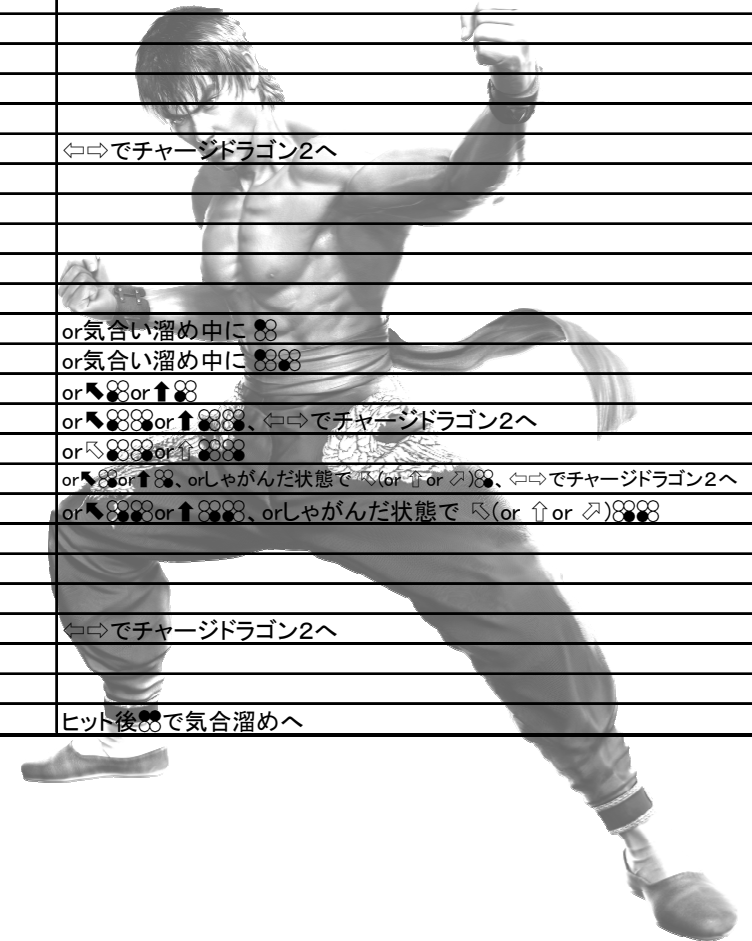 ⇦⇨でチャージドラゴン2へ
or気合い溜め中に
or気合い溜め中に
or⬉or⬆
or⬉or⬆、⇦⇨でチャージドラゴン2へ
or⬁or⇧
or⬉or⬆、orしゃがんだ状態で ⬁(or ⇧or ⬀)、⇦⇨でチャージドラゴン2へ
or⬉or⬆、orしゃがんだ状態で ⬁(or ⇧or ⬀)
⇦⇨でチャージドラゴン2へ
ヒット後で気合溜めへ